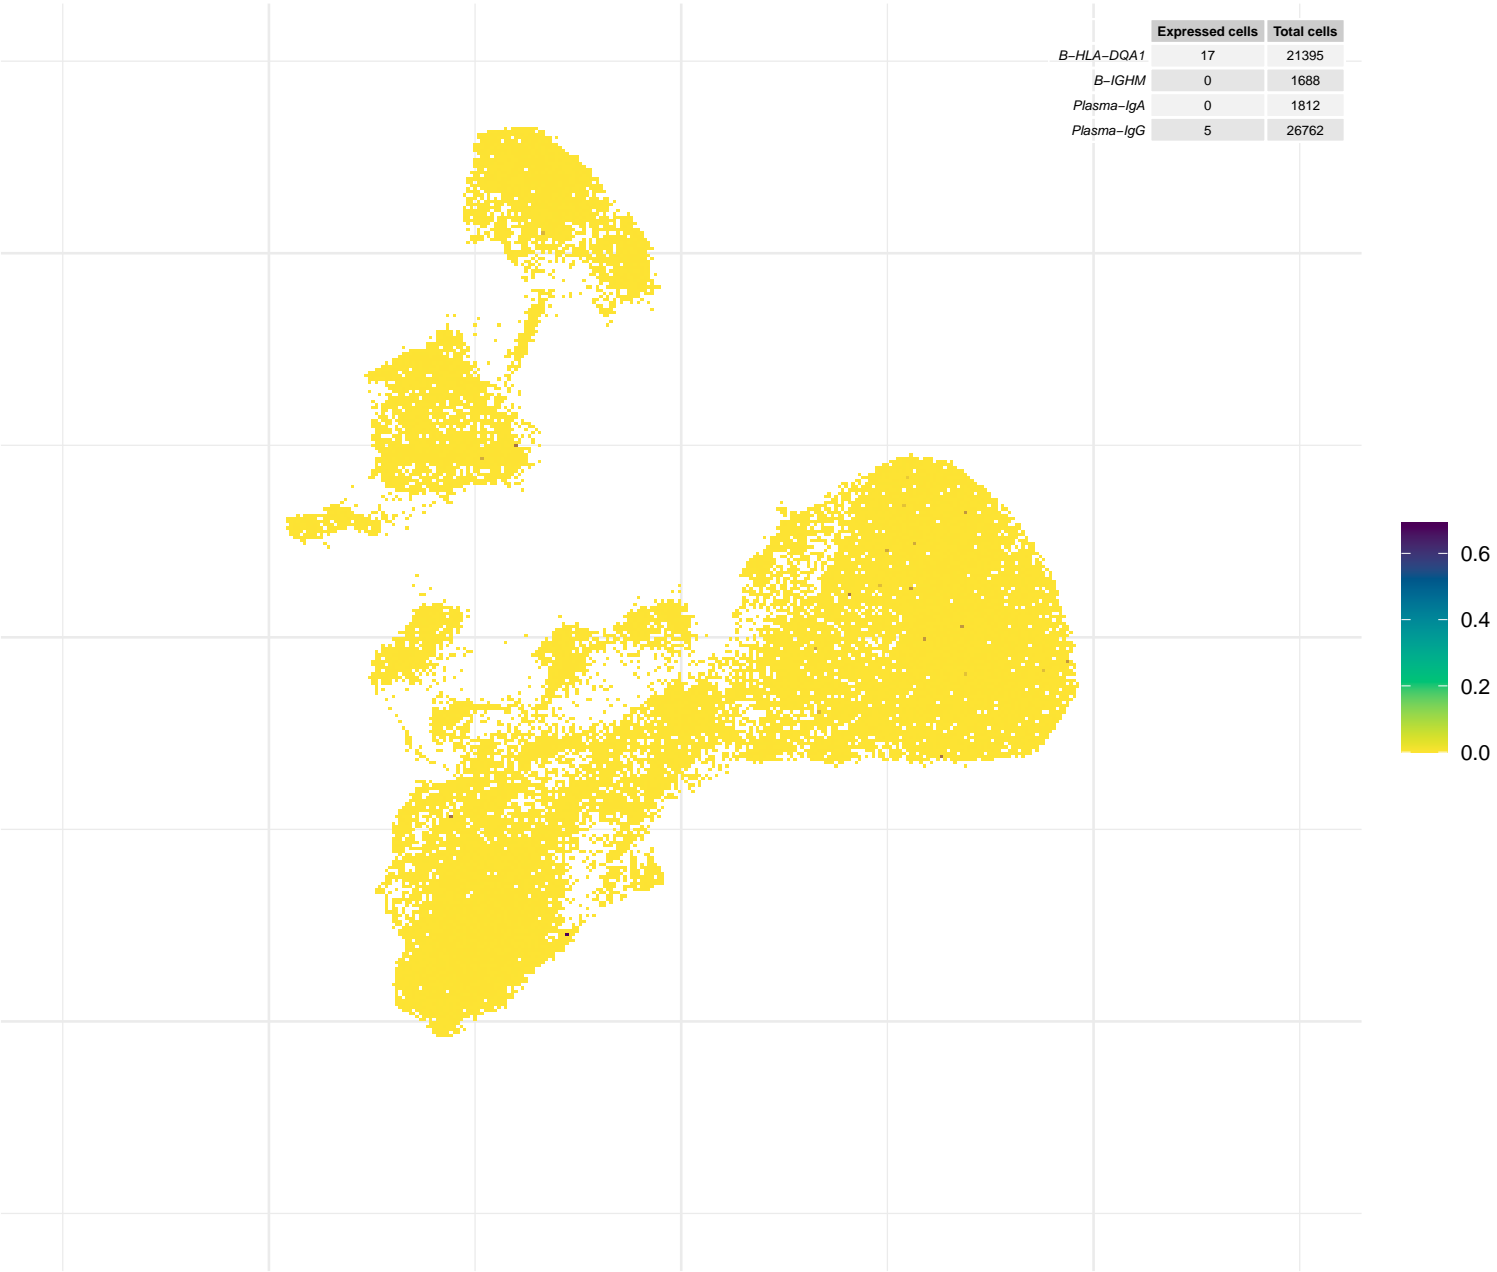 Expressed cells Total cells
B−HLA−DQA1 17 21395
B−IGHM 0 1688
Plasma−IgA 0 1812
Plasma−IgG 5 26762
0.6
0.4
0.2
0.0